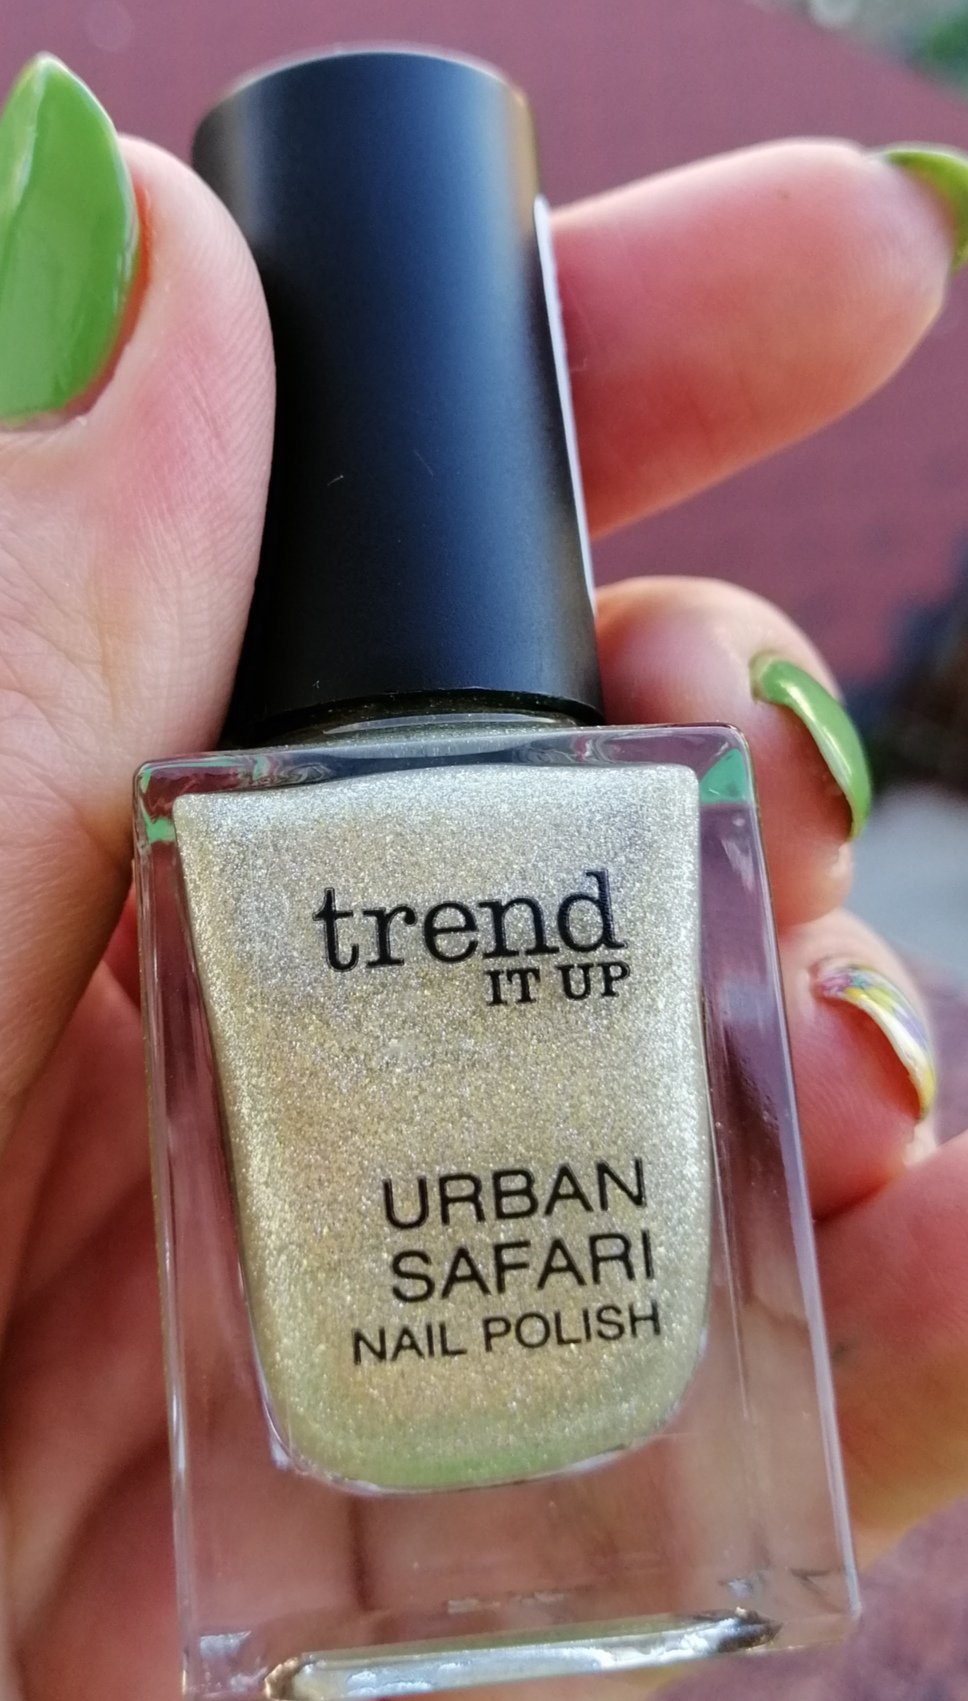 trend
IT UP
URBAN
SAFARI
NAIL POLISH